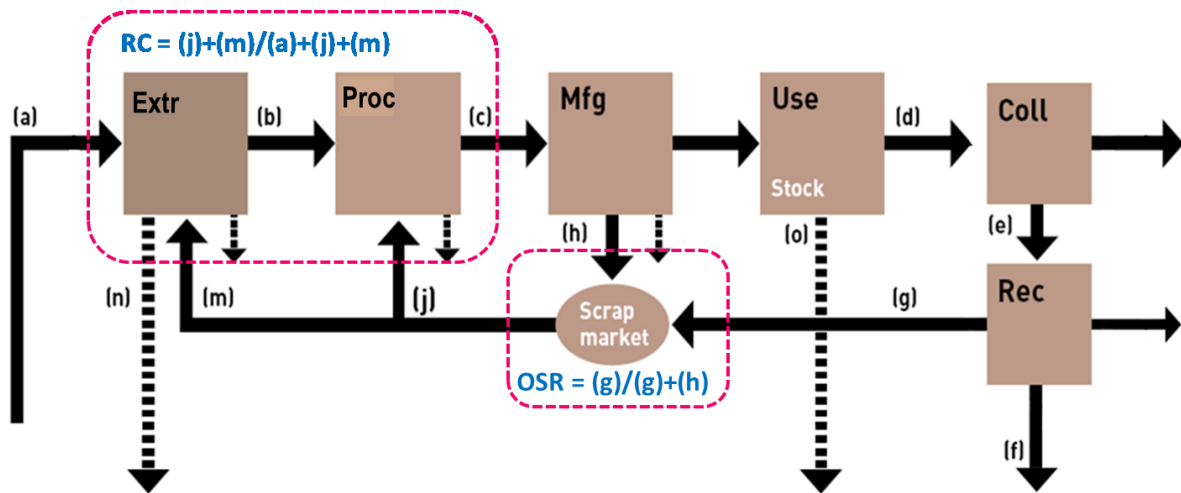 RC = (j)+(m)/(a)+(j)+(m)
Extr
Proc
Mfg
Use
Coll
(a)
(b)
(c)
(d)
Stock
(h)
(o)
(e)
(n)
(m)
(j)
Scrap
market
(g)
Rec
OSR = (g)/(g)+(h)
(f)